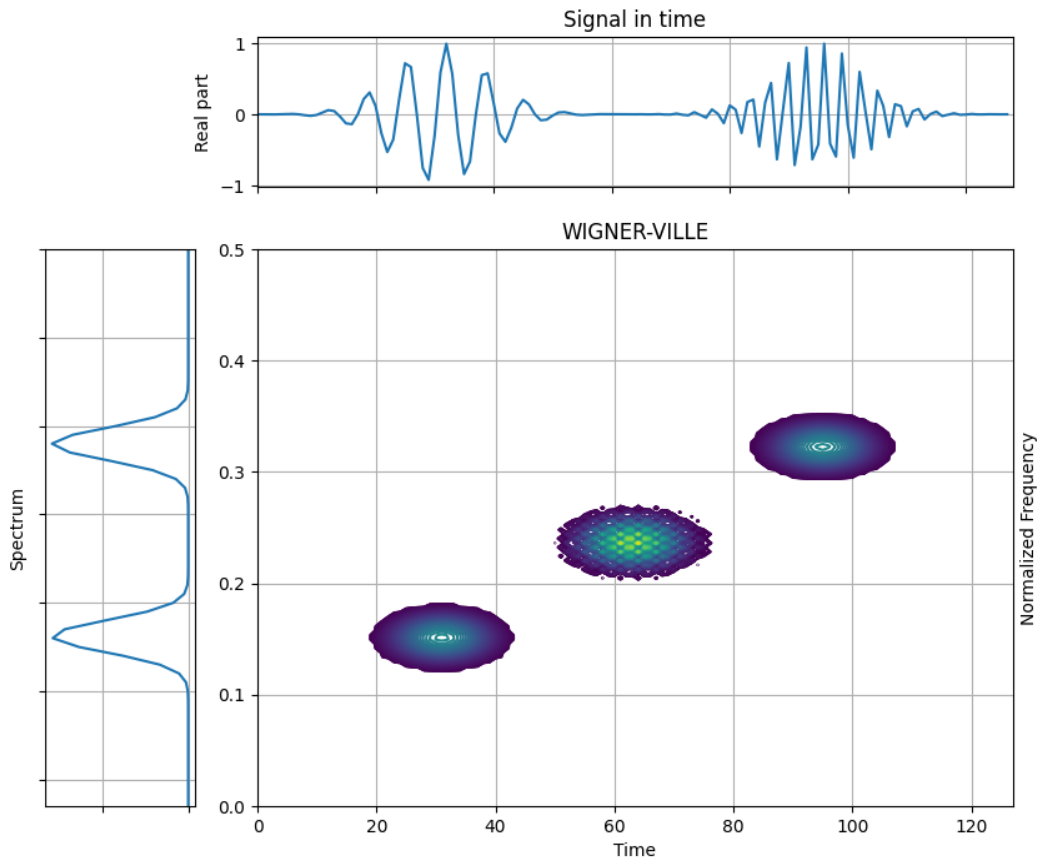 Signal in time
Real part
1
0
−1
WIGNER-VILLE
Spectrum
0.5
0.4
0.3
0.2
0.1
0.0
Normalized Frequency
0 20 40 60 80 100 120
Time